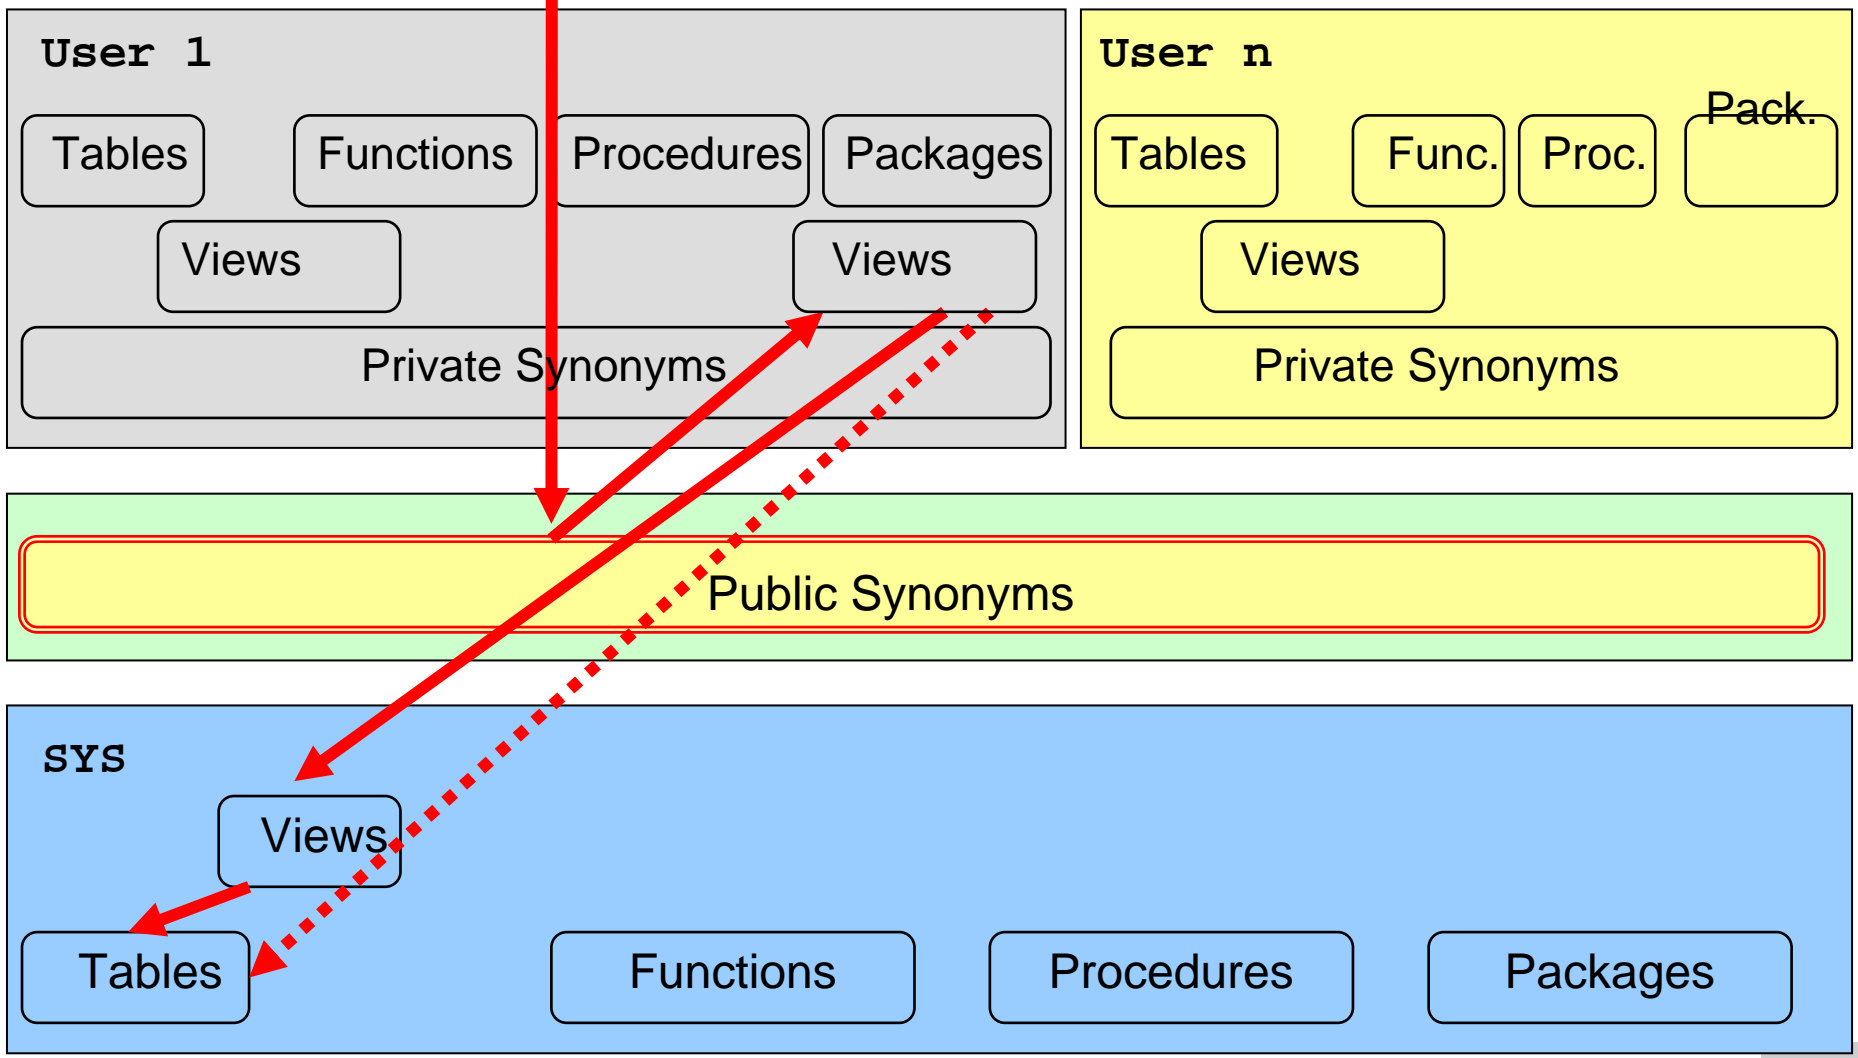 User 1
Tables
Functions
Procedures
Packages
Views
Views
Private Synonyms
User n
Pack.
Tables
Func.
Proc.
Views
Private Synonyms
Public Synonyms
SYS
Views
Tables
Functions
Procedures
Packages